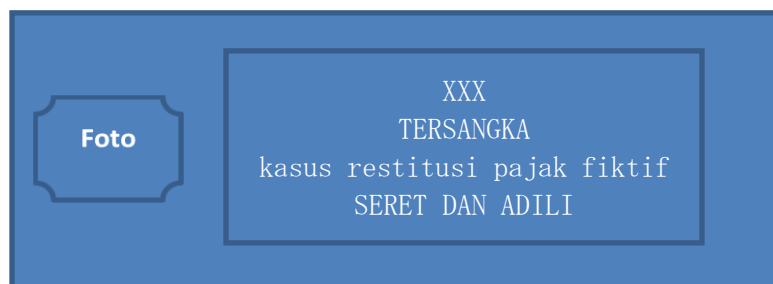 Foto
XXX
TERSANGKA
kasus restitusi pajak fiktif
SERET DAN ADILI